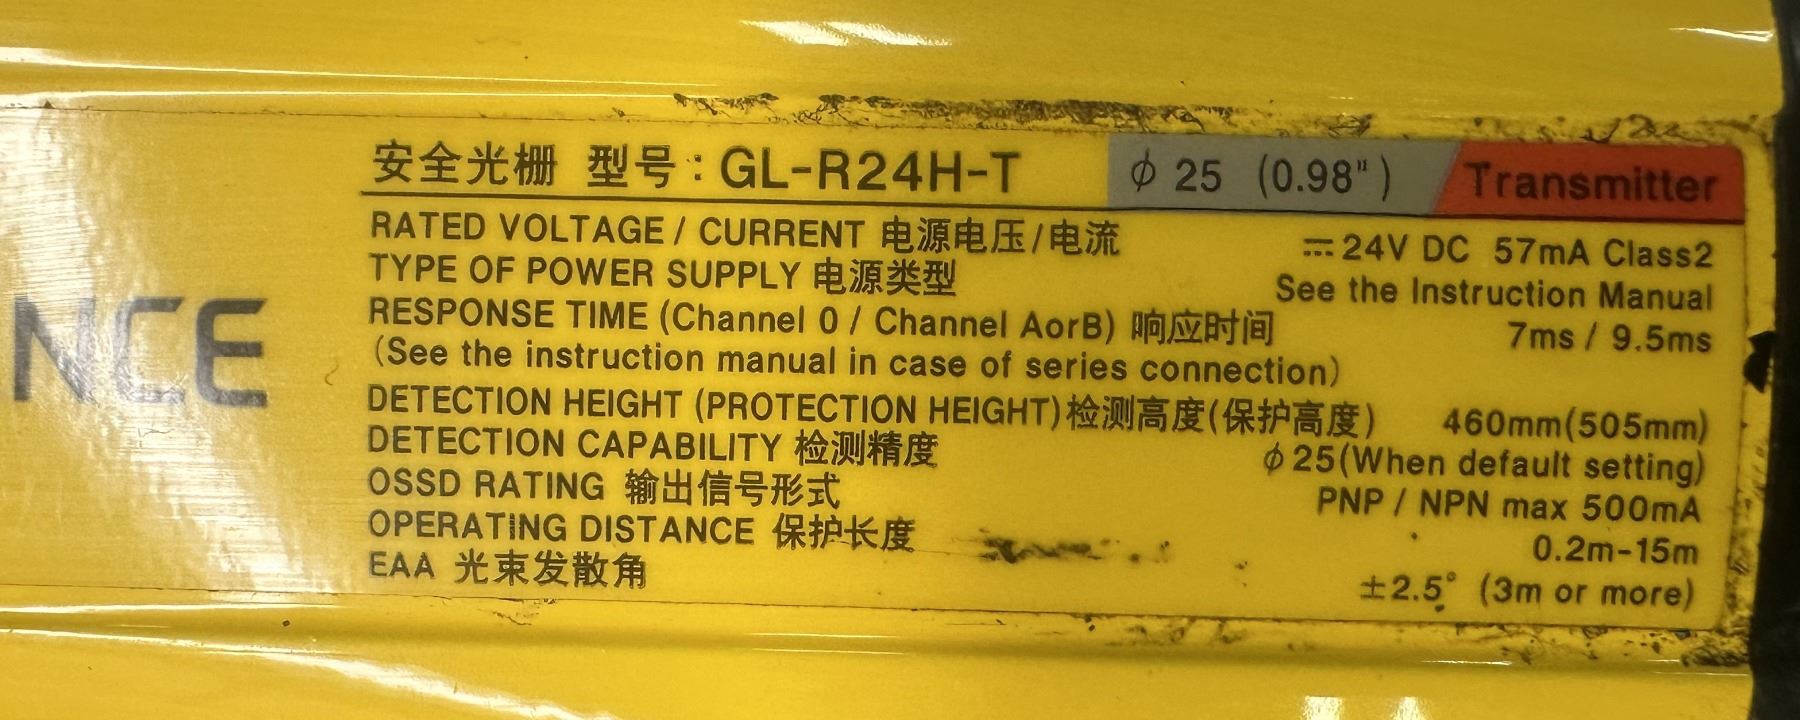 NCE
安全光栅 型号:GL-R24H-T ϕ 25 (0.98") Transmitter
RATED VOLTAGE / CURRENT 电源电压/电流 ⎓24V DC 57mA Class2
TYPE OF POWER SUPPLY 电源类型 See the Instruction Manual
RESPONSE TIME (Channel 0 / Channel AorB) 响应时间 7ms / 9.5ms
(See the instruction manual in case of series connection)
DETECTION HEIGHT (PROTECTION HEIGHT)检测高度(保护高度) 460mm(505mm)
DETECTION CAPABILITY 检测精度 ϕ25(When default setting)
OSSD RATING 输出信号形式 PNP / NPN max 500mA
OPERATING DISTANCE 保护长度 0.2m-15m
EAA 光束发散角 ±2.5° (3m or more)